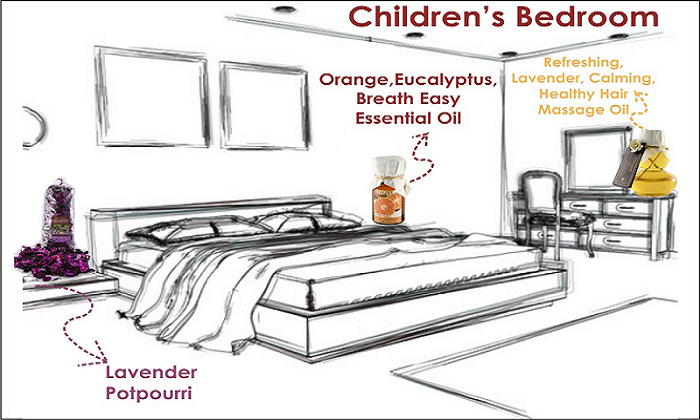 Children's Bedroom
Orange,Eucalyptus,
Breath Easy
Essential Oil
Refreshing,
Lavender, Calming,
Healthy Hair
Massage Oil
Lavender
Potpourri